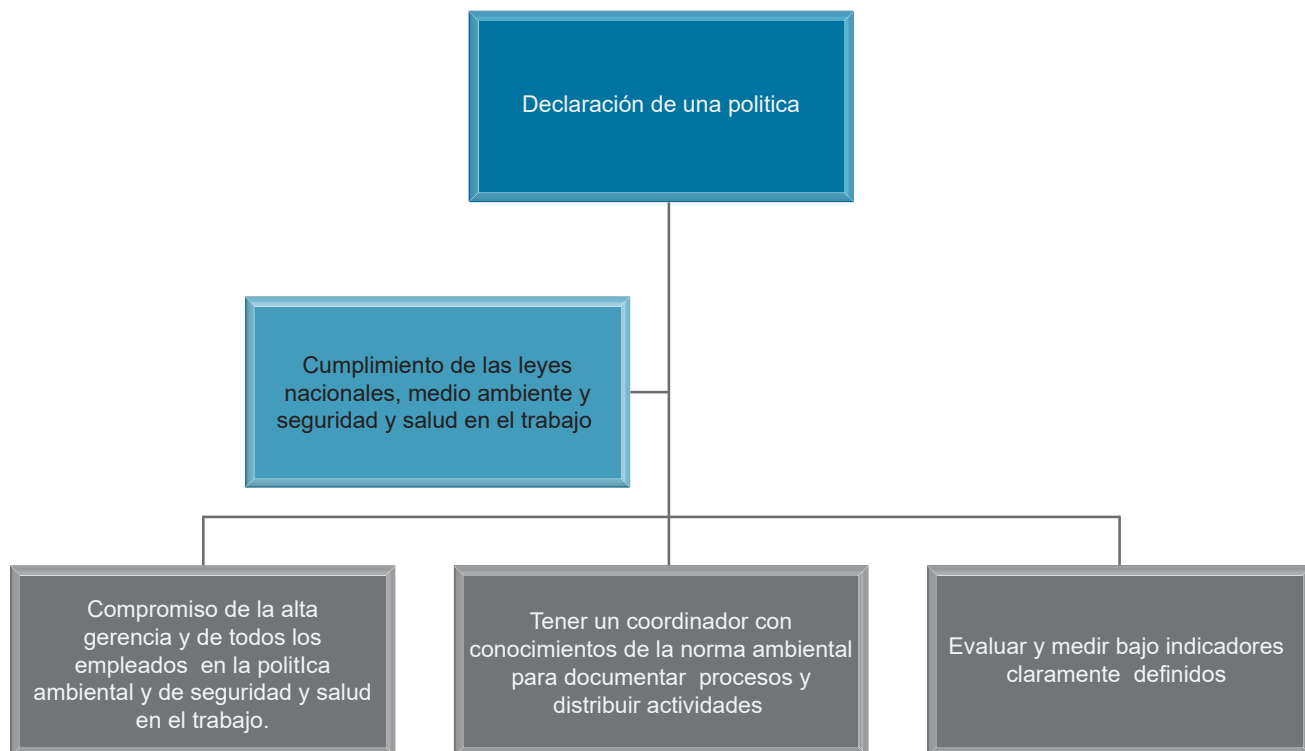 Declaración de una politica
Cumplimiento de las leyes
nacionales, medio ambiente y
seguridad y salud en el trabajo
Compromiso de la alta
gerencia y de todos los
empleados en la politIca
ambiental y de seguridad y salud
en el trabajo.
Tener un coordinador con
conocimientos de la norma ambiental
para documentar procesos y
distribuir actividades
Evaluar y medir bajo indicadores
claramente definidos